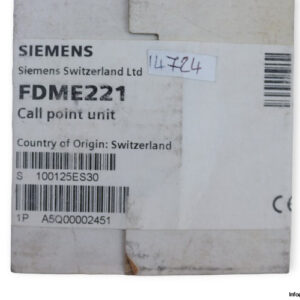 SIEMENS
14724
Siemens Switzerland Ltd
FDME221
Call point unit
Country of Origin: Switzerland
S 100125ES30
CE
1P A5Q00002451